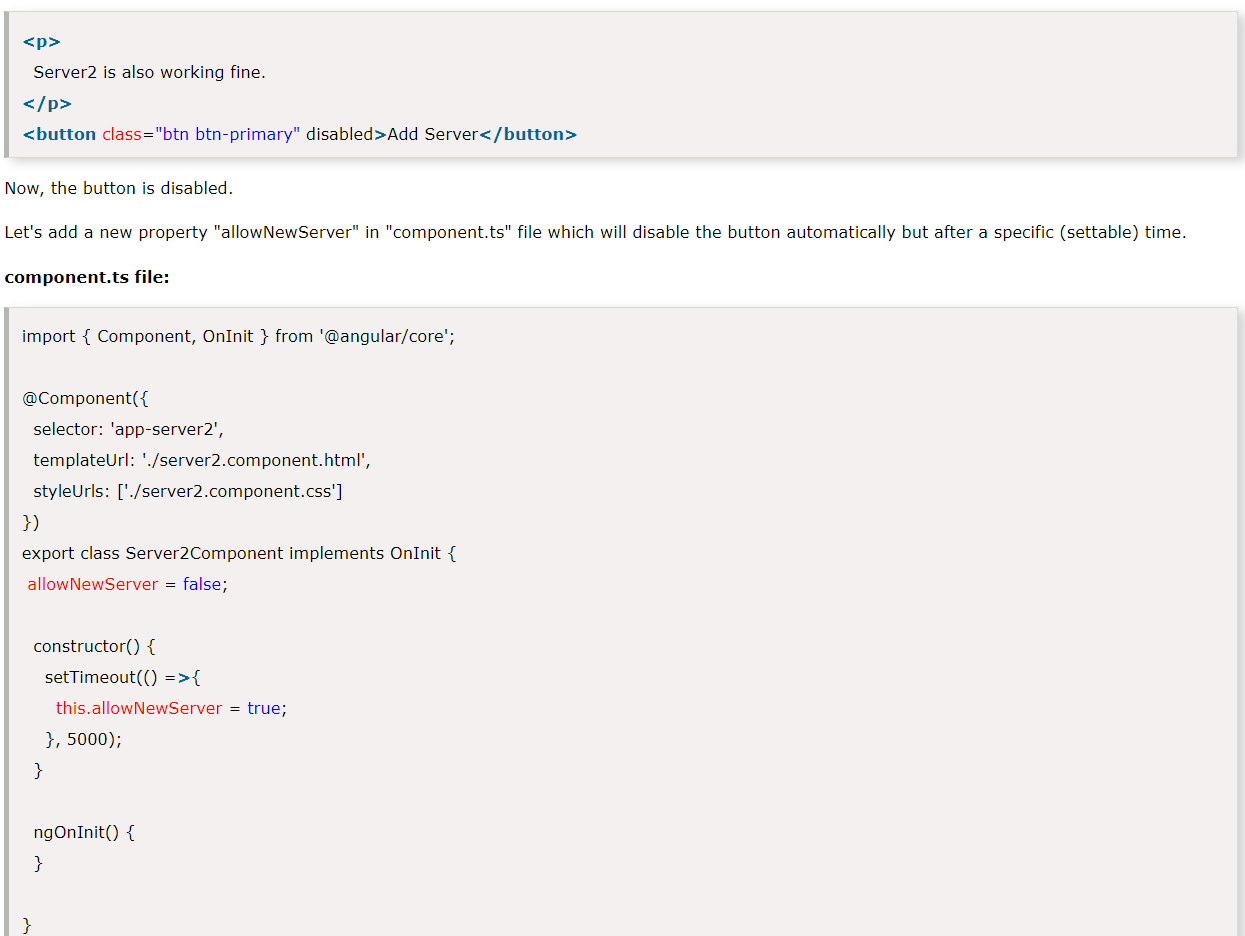 <p>
Server2 is also working fine.
</p>
<button class="btn btn-primary" disabled>Add Server</button>
Now, the button is disabled.
Let's add a new property "allowNewServer" in "component.ts" file which will disable the button automatically but after a specific (settable) time.
component.ts file:
import { Component, OnInit } from '@angular/core';
@Component({
selector: 'app-server2',
templateUrl: './server2.component.html',
styleUrls: ['./server2.component.css']
})
export class Server2Component implements OnInit {
allowNewServer = false;
constructor() {
setTimeout(() =>{
this.allowNewServer = true;
}, 5000);
}
ngOnInit() {
}
}